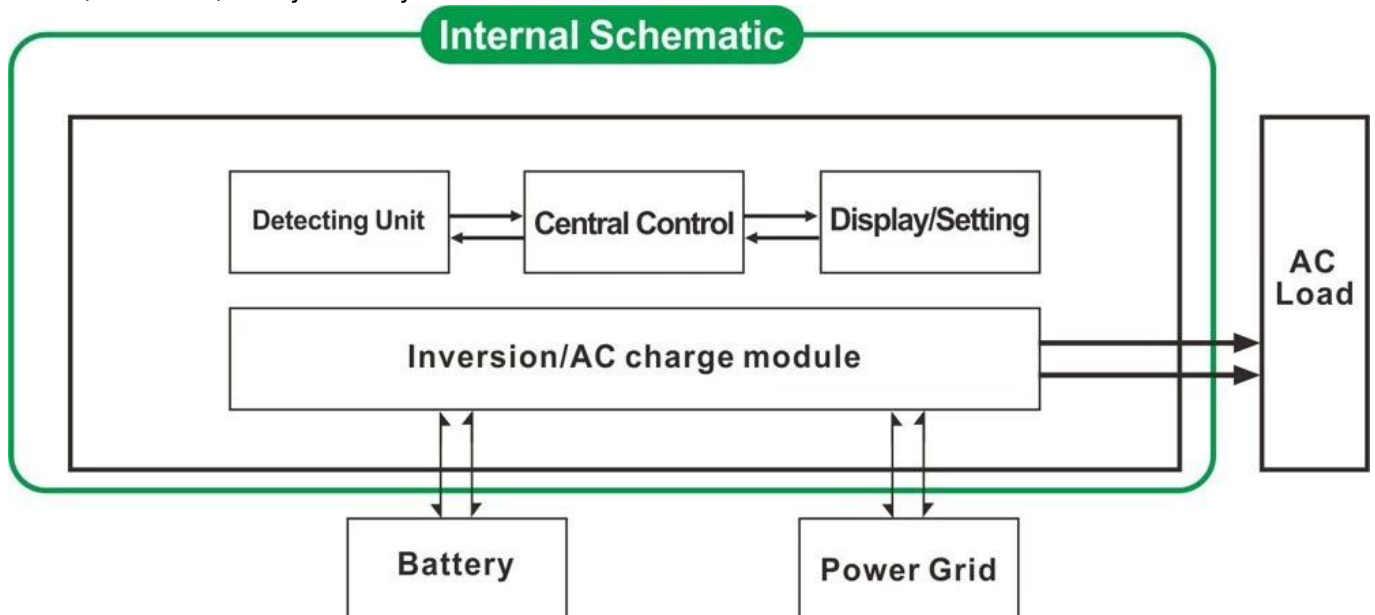 Internal Schematic
Detecting Unit
Central Control
Display/Setting
AC
Load
Inversion/AC charge module
Battery
Power Grid